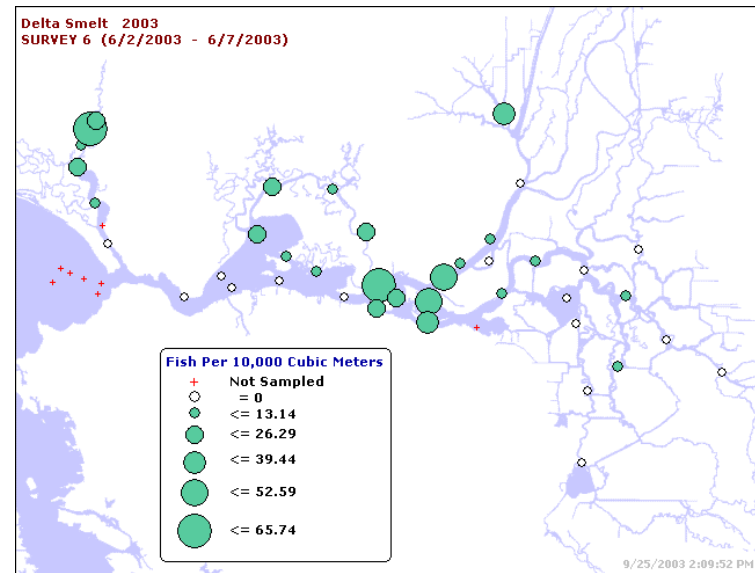 Delta Smelt 2003
SURVEY 6 (6/2/2003 - 6/7/2003)
Fish Per 10,000 Cubic Meters
Not Sampled
= 0
<= 13.14
<= 26.29
<= 39.44
<= 52.59
<= 65.74
9/25/2003 2:09:52 PM